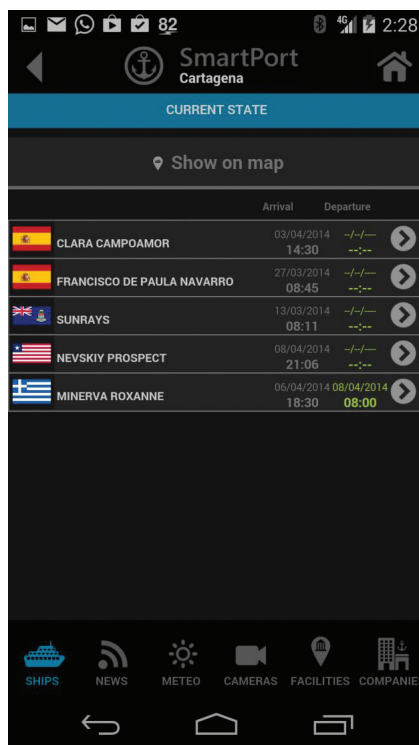 82
4G
2:28
SmartPort
Cartagena
CURRENT STATE
Show on map
Arrival Departure
CLARA CAMPOAMOR 03/04/2014 --/--/----
14:30 --:--
FRANCISCO DE PAULA NAVARRO 27/03/2014 --/--/----
08:45 --:--
SUNRAYS 13/03/2014 --/--/----
08:11 --:--
NEVSKIY PROSPECT 08/04/2014 --/--/----
21:06 --:--
MINERVA ROXANNE 06/04/2014 08/04/2014
18:30 08:00
SHIPS NEWS METEO CAMERAS FACILITIES COMPANIE